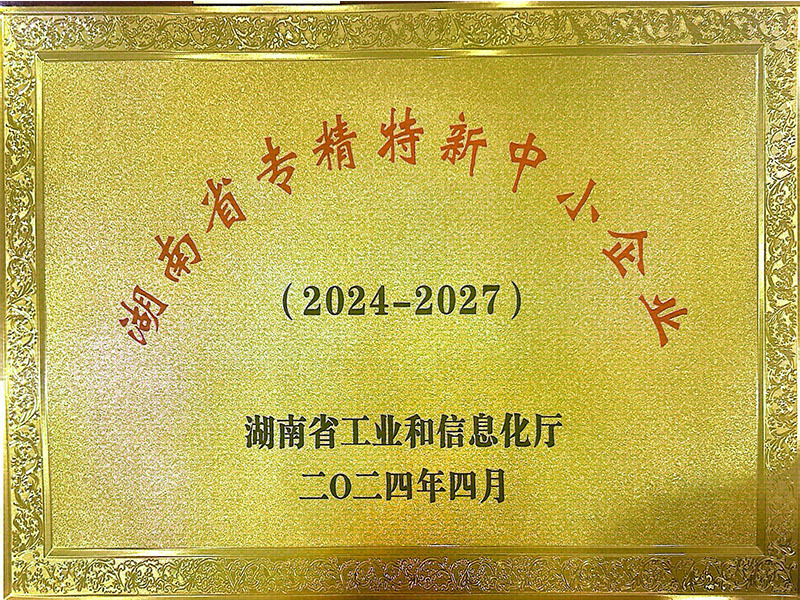 湖南省专精特新中小企业
(2024-2027)
湖南省工业和信息化厅
二〇二四年四月